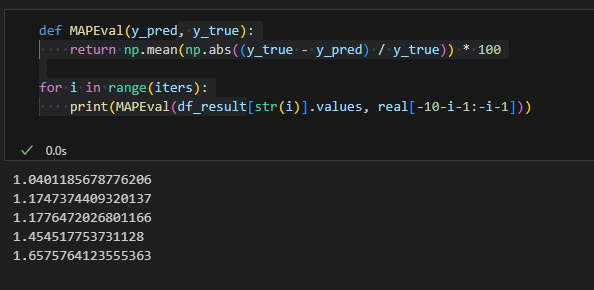 def MAPEval(y_pred, y_true):
····return np.mean(np.abs((y_true - y_pred) / y_true)) * 100
for i in range(iters):
····print(MAPEval(df_result[str(i)].values, real[-10-i-1:-i-1]))
✓ 0.0s
1.0401185678776206
1.1747374409320137
1.1776472026801166
1.454517753731128
1.6575764123555363